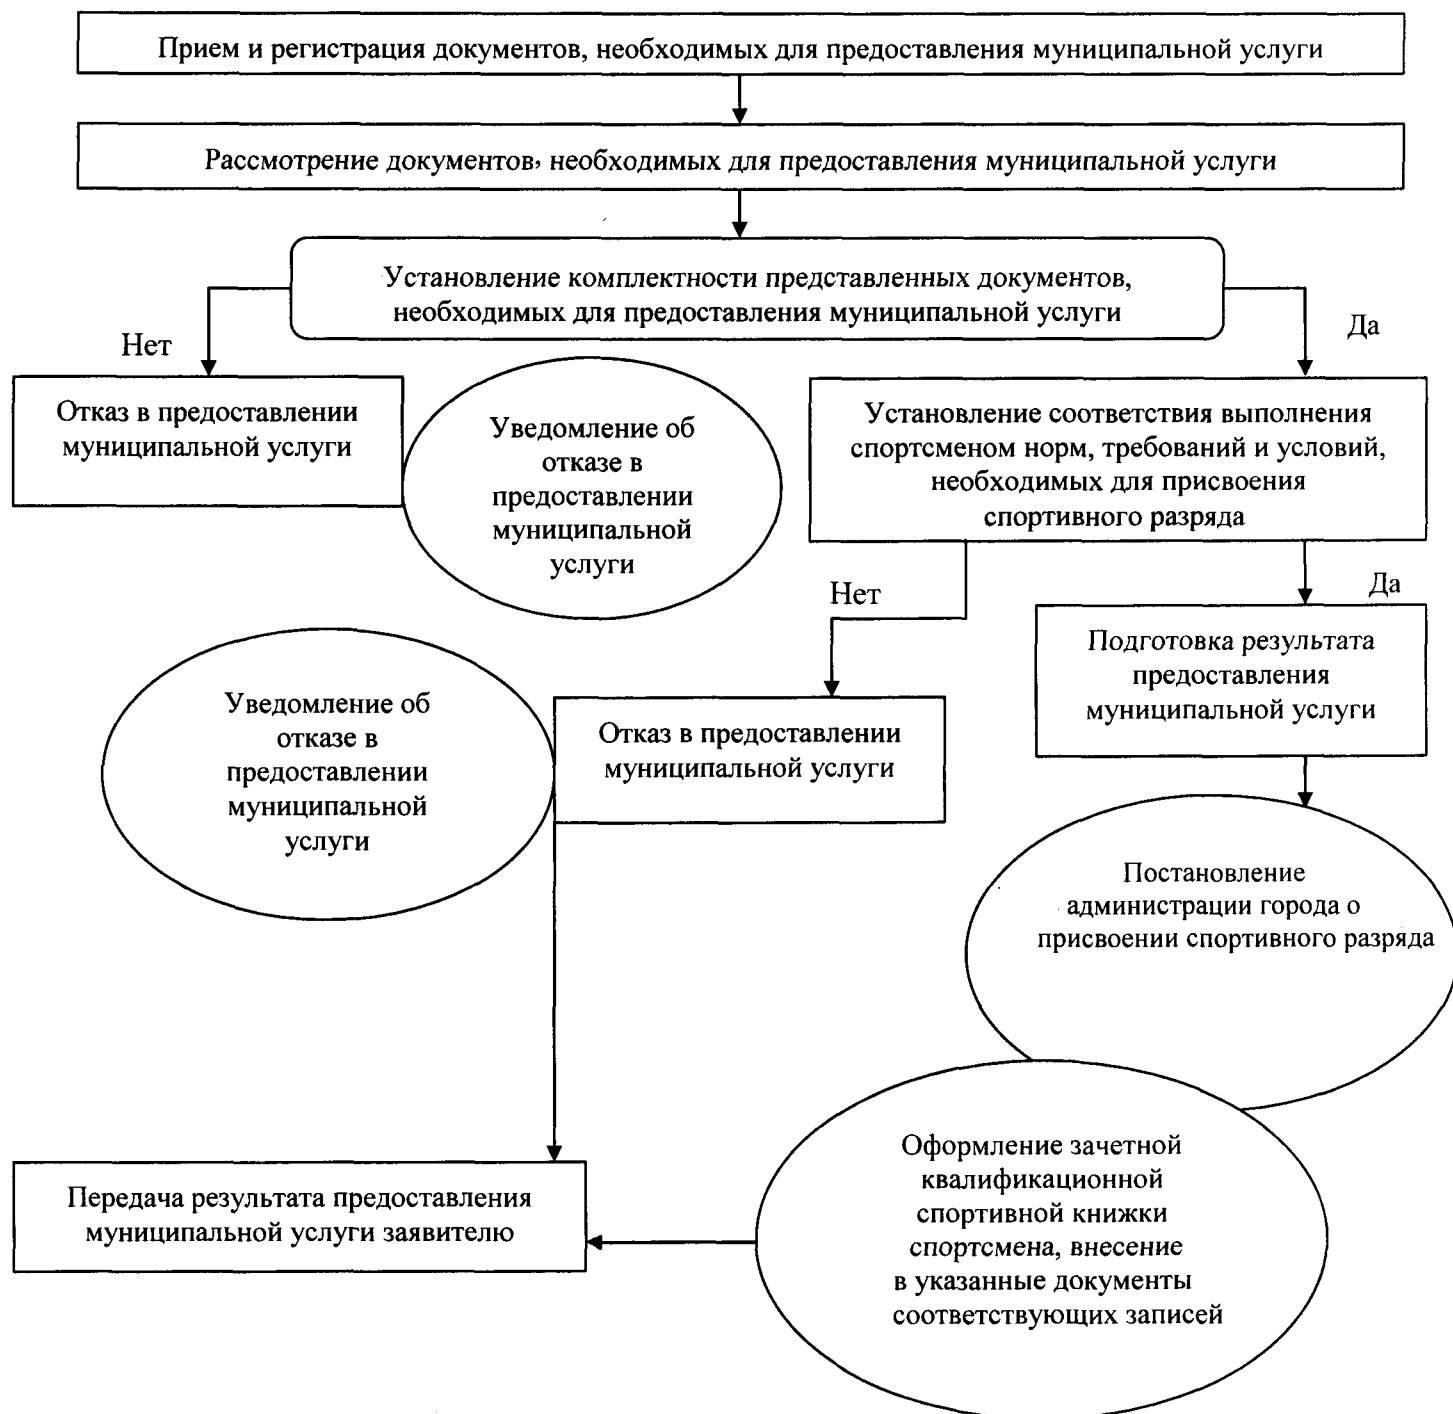 Прием и регистрация документов, необходимых для предоставления муниципальной услуги
Рассмотрение документов, необходимых для предоставления муниципальной услуги
Установление комплектности представленных документов,
необходимых для предоставления муниципальной услуги
Нет
Да
Отказ в предоставлении
муниципальной услуги
Уведомление об
отказе в
предоставлении
муниципальной
услуги
Установление соответствия выполнения
спортсменом норм, требований и условий,
необходимых для присвоения
спортивного разряда
Нет
Да
Уведомление об
отказе в
предоставлении
муниципальной
услуги
Отказ в предоставлении
муниципальной услуги
Подготовка результата
предоставления
муниципальной услуги
Постановление
администрации города о
присвоении спортивного разряда
Оформление зачетной
квалификационной
спортивной книжки
спортсмена, внесение
в указанные документы
соответствующих записей
Передача результата предоставления
муниципальной услуги заявителю